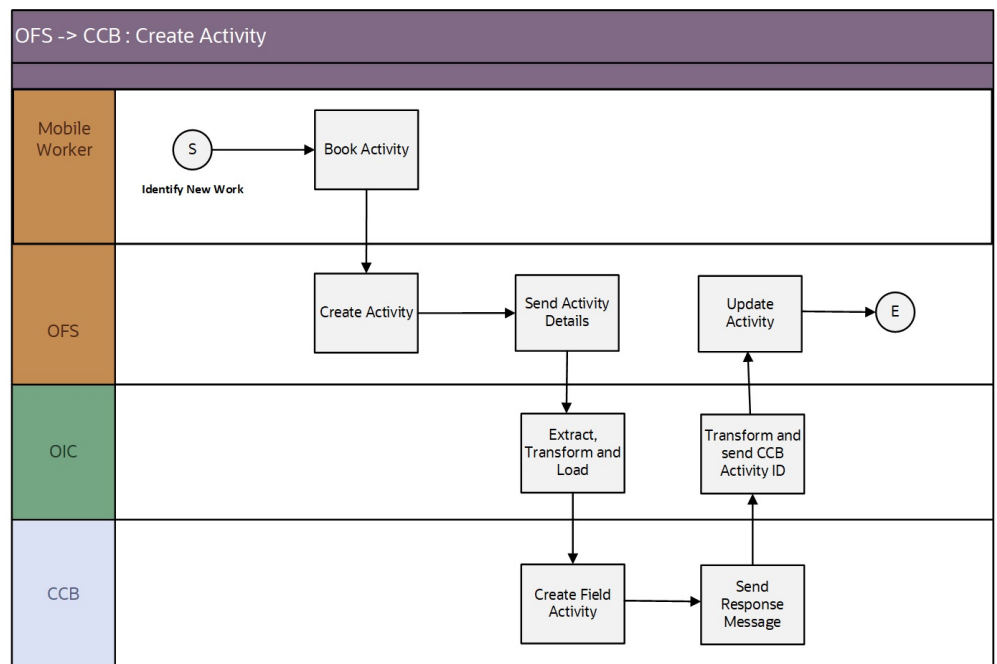 OFS -> CCB : Create Activity
Mobile
Worker
S
Identify New Work
Book Activity
OFS
Create Activity
Send Activity
Details
Update
Activity
E
OIC
Extract,
Transform and
Load
Transform and
send CCB
Activity ID
CCB
Create Field
Activity
Send
Response
Message